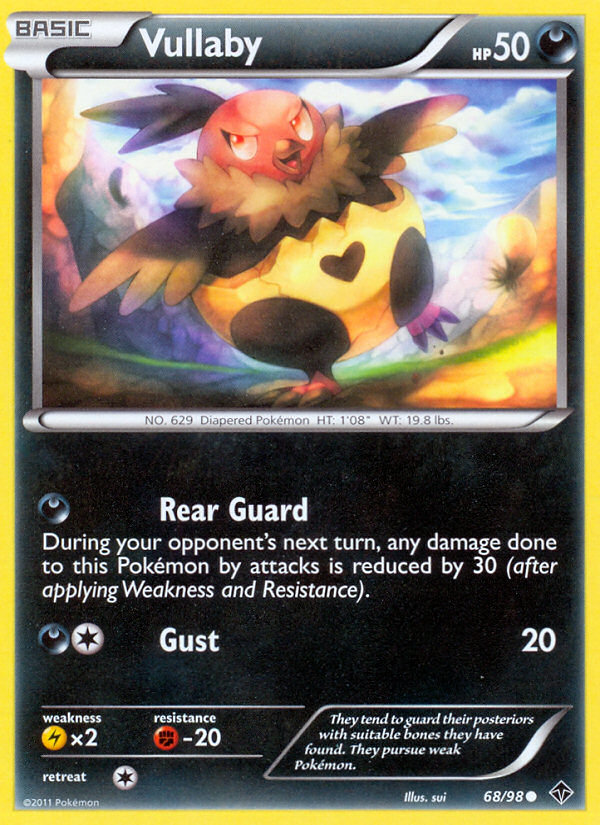 BASIC
Vullaby
HP 50
NO. 629 Diapered Pokémon HT: 1'08" WT: 19.8 lbs.
Rear Guard
During your opponent's next turn, any damage done
to this Pokémon by attacks is reduced by 30 (after
applying Weakness and Resistance).
Gust 20
weakness
×2
resistance
-20
retreat
They tend to guard their posteriors
with suitable bones they have
found. They pursue weak
Pokémon.
©2011 Pokémon
Illus. sui
68/98